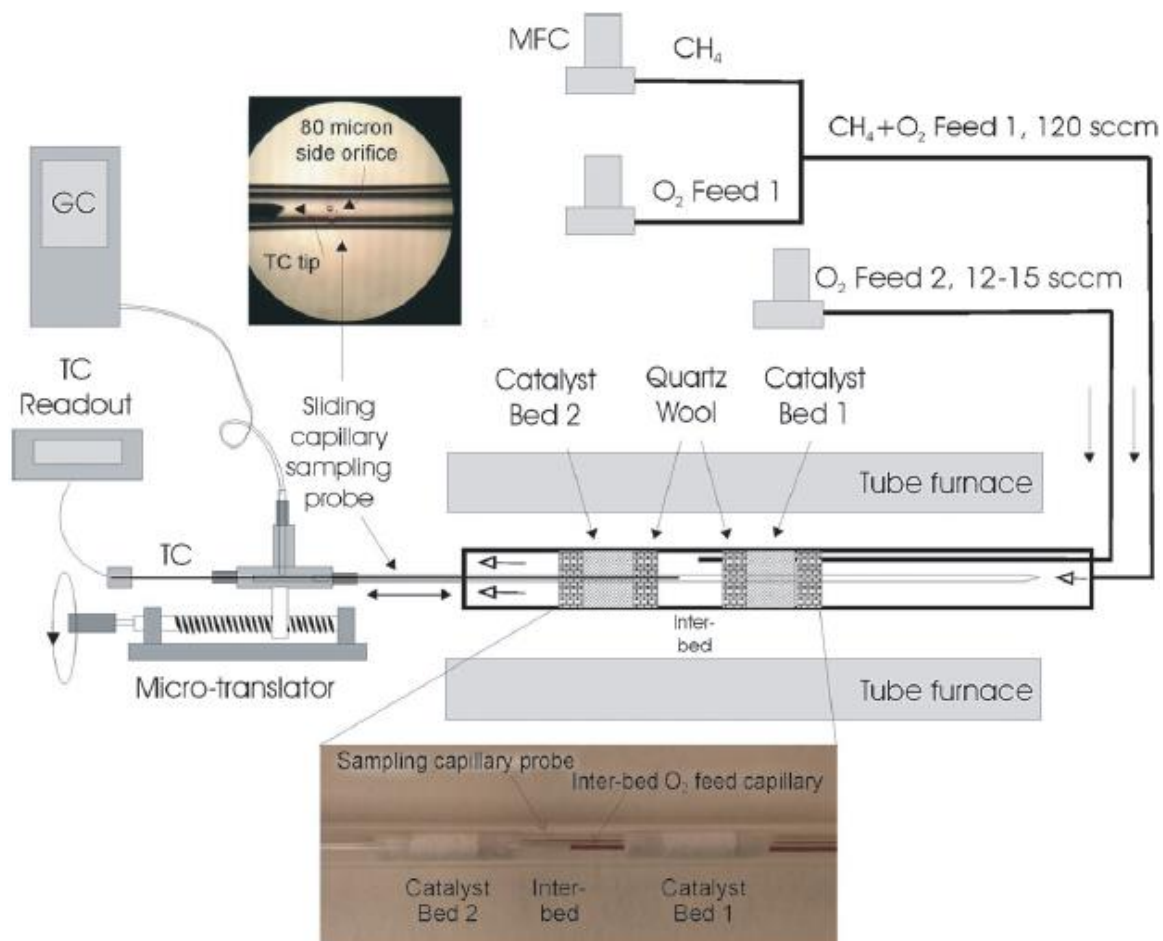 MFC
CH₄
CH₄+O₂ Feed 1, 120 sccm
O₂ Feed 1
O₂ Feed 2, 12-15 sccm
80 micron
side orifice
TC tip
GC
TC
Readout
Sliding
capillary
sampling
probe
Catalyst
Bed 2
Quartz
Wool
Catalyst
Bed 1
Tube furnace
TC
Inter-
bed
Micro-translator
Tube furnace
Sampling capillary probe
Inter-bed O₂ feed capillary
Catalyst
Bed 2
Inter-
bed
Catalyst
Bed 1